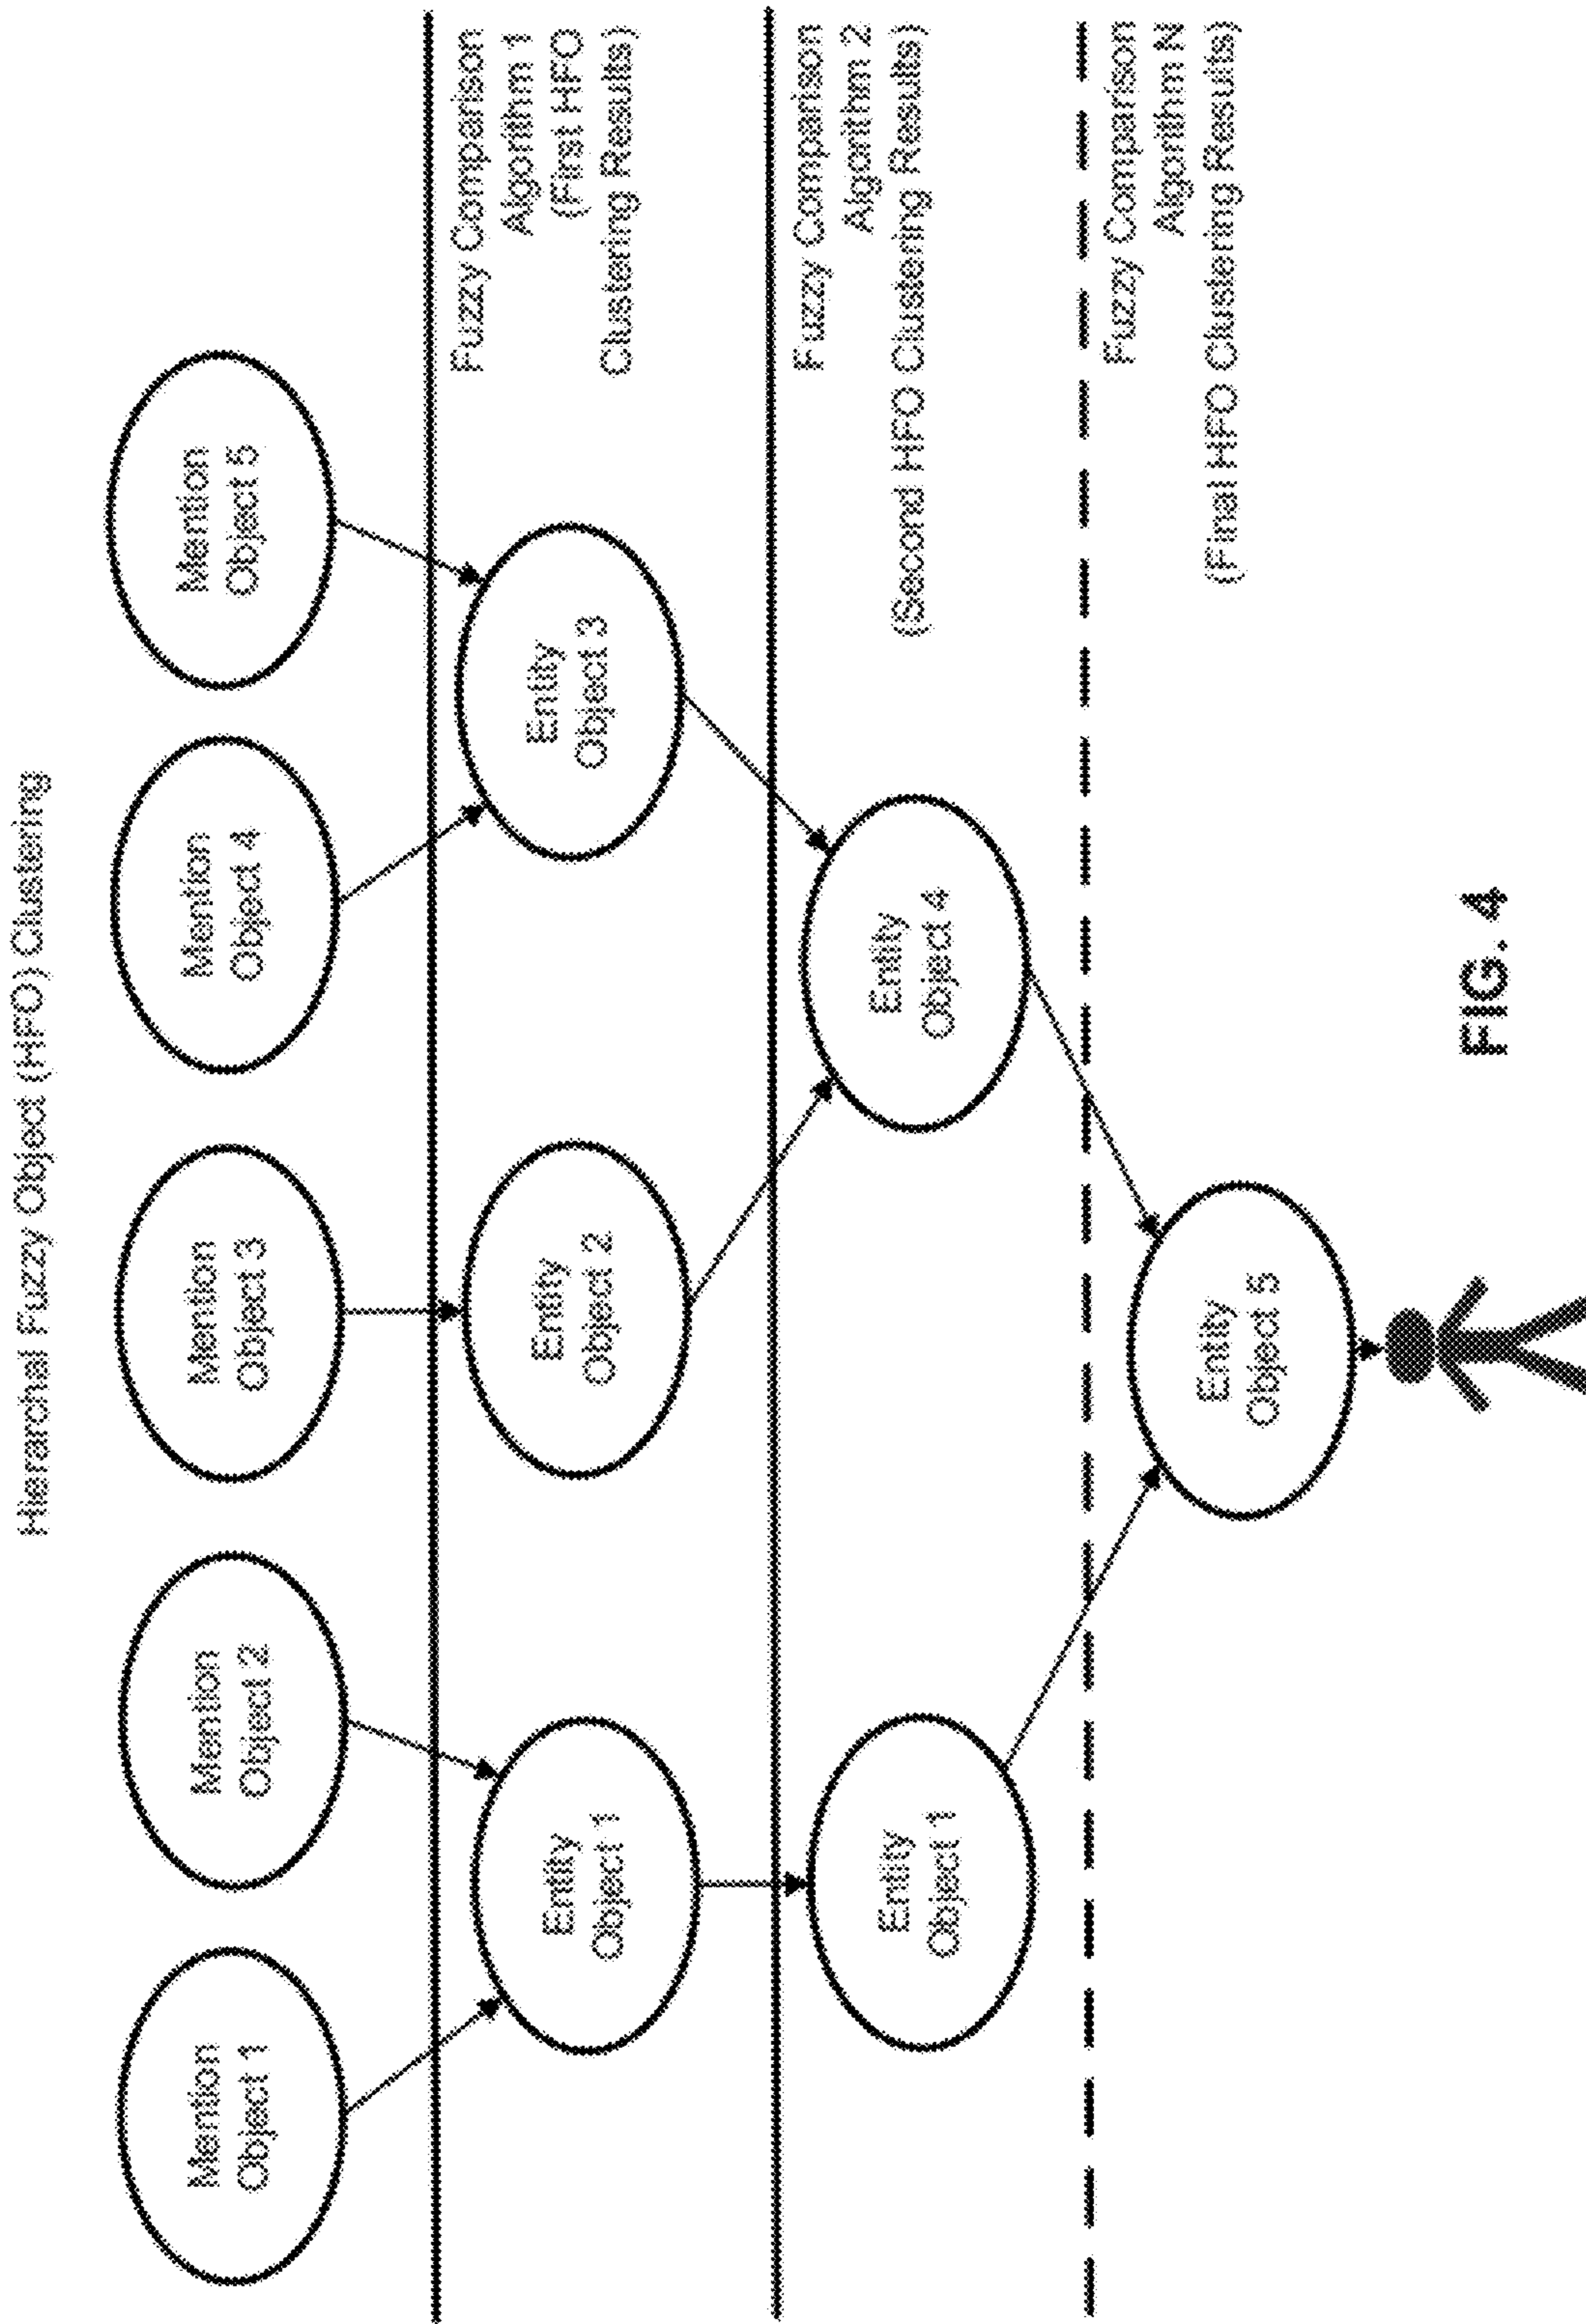 Hierarchal Fuzzy Object (HFO) Clustering
Mention
Object 1
Mention
Object 2
Mention
Object 3
Mention
Object 4
Mention
Object 5
Fuzzy Comparison
Algorithm 1
(First HFO
Clustering Results)
Entity
Object 1
Entity
Object 2
Entity
Object 3
Fuzzy Comparison
Algorithm 2
(Second HFO Clustering Results)
Entity
Object 1
Entity
Object 4
Fuzzy Comparison
Algorithm N
(Final HFO Clustering Results)
Entity
Object 5
FIG. 4